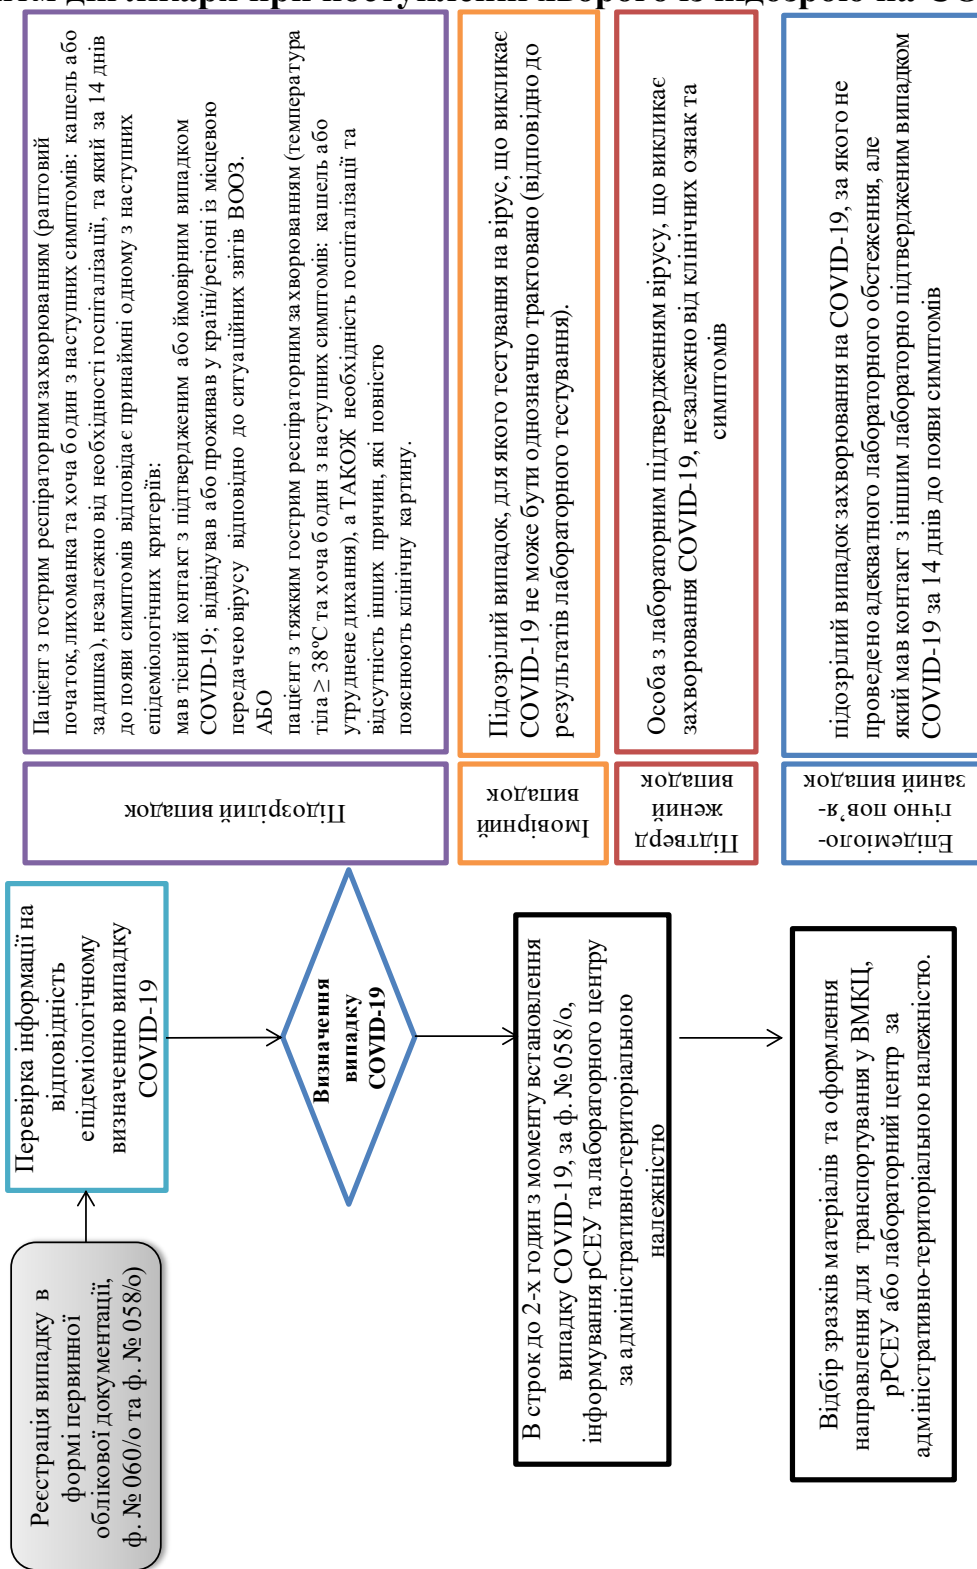 Реєстрація випадку в
формі первинної
облікової документації,
ф. № 060/о та ф. № 058/о)
Перевірка інформації на
відповідність
епідеміологічному
визначенню випадку
COVID-19
Визначення
випадку
COVID-19
В строк до 2-х годин з моменту встановлення
випадку COVID-19, за ф. № 058/о,
інформування рСЕУ та лабораторного центру
за адміністративно-територіальною
належністю
Відбір зразків матеріалів та оформлення
направлення для транспортування у ВМКЦ,
рРСЕУ або лабораторний центр за
адміністративно-територіальною належністю.
Підозрілий випадок
Пацієнт з гострим респіраторним захворюванням (раптовий
початок, лихоманка та хоча б один з наступних симптомів: кашель або
задишка), незалежно від необхідності госпіталізації, та який за 14 днів
до появи симптомів відповідає принаймні одному з наступних
епідеміологічних критеріїв:
мав тісний контакт з підтвердженим або ймовірним випадком
COVID-19; відвідував або проживав у країні/регіоні із місцевою
передачею вірусу відповідно до ситуаційних звітів ВООЗ.
АБО
пацієнт з тяжким гострим респіраторним захворюванням (температура
тіла ≥ 38°C та хоча б один з наступних симптомів: кашель або
утруднене дихання), а ТАКОЖ необхідність госпіталізації та
відсутність інших причин, які повністю
пояснюють клінічну картину.
Імовірний
випадок
Підозрілий випадок, для якого тестування на вірус, що викликає
COVID-19 не може бути однозначно трактовано (відповідно до
результатів лабораторного тестування).
Підтверд
жений
випадок
Особа з лабораторним підтвердженням вірусу, що викликає
захворювання COVID-19, незалежно від клінічних ознак та
симптомів
Епідеміоло-
гічно пов’я-
заний випадок
підозрілий випадок захворювання на COVID-19, за якого не
проведено адекватного лабораторного обстеження, але
який мав контакт з іншим лабораторно підтвердженим випадком
COVID-19 за 14 днів до появи симптомів